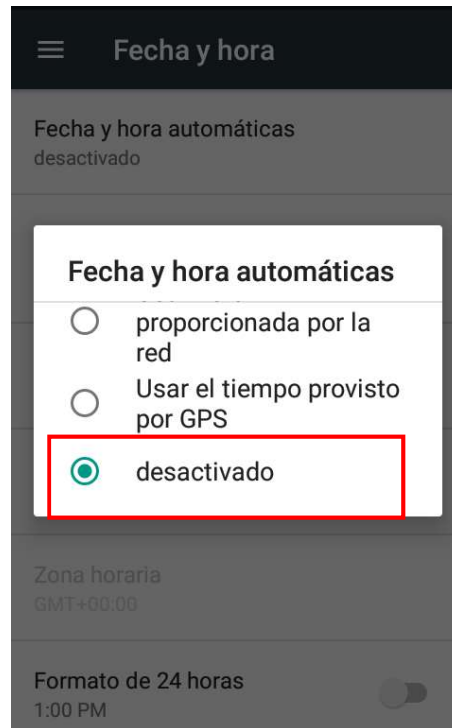 Fecha y hora
Fecha y hora automáticas
desactivado
Fecha y hora automáticas
proporcionada por la
red
Usar el tiempo provisto
por GPS
desactivado
Zona horaria
GMT+00:00
Formato de 24 horas
1:00 PM